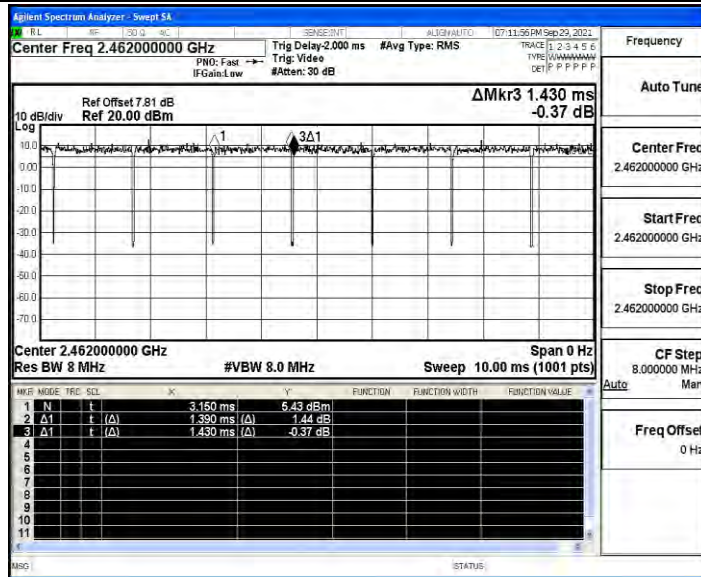 Agilent Spectrum Analyzer - Swept SA
RL RF 50 Ω AC SENSE:INT ALIGNAUTO 07:11:56PM Sep 29, 2021
Center Freq 2.462000000 GHz
PNO: Fast
IFGain:Low
Trig Delay-2.000 ms
Trig: Video
#Atten: 30 dB
#Avg Type: RMS
TRACE 1 2 3 4 5 6
TYPE WWWWWW
DET P P P P P P
ΔMkr3 1.430 ms
-0.37 dB
10 dB/div
Log
Ref Offset 7.81 dB
Ref 20.00 dBm
1
3Δ1
10.0
0.00
-10.0
-20.0
-30.0
-40.0
-50.0
-60.0
-70.0
Center 2.462000000 GHz Span 0 Hz
Res BW 8 MHz #VBW 8.0 MHz Sweep 10.00 ms (1001 pts)
MKR MODE TRC SCL X Y FUNCTION FUNCTION WIDTH FUNCTION VALUE
1 N t 3.150 ms 5.43 dBm
2 Δ1 t (Δ) 1.390 ms (Δ) 1.44 dB
3 Δ1 t (Δ) 1.430 ms (Δ) -0.37 dB
4
5
6
7
8
9
10
11
MSG STATUS
Frequency
Auto Tune
Center Freq
2.462000000 GHz
Start Freq
2.462000000 GHz
Stop Freq
2.462000000 GHz
CF Step
8.000000 MHz
Auto Man
Freq Offset
0 Hz